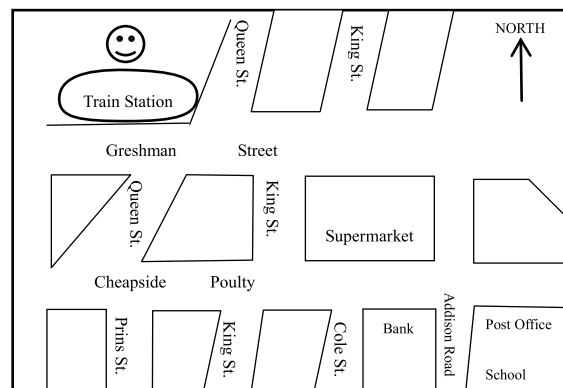 NORTH
Queen St.
King St.
Train Station
Greshman Street
Queen St.
King St.
Supermarket
Cheapside Poulty
Prins St.
King St.
Cole St.
Bank
Addison Road
Post Office
School